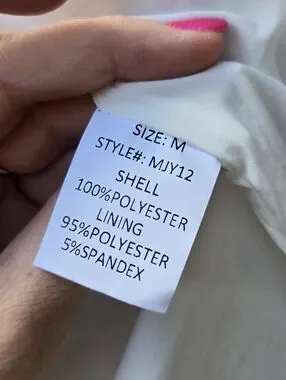 SIZE: M
STYLE#: MJY12
SHELL
100%POLYESTER
LINING
95%POLYESTER
5%SPANDEX